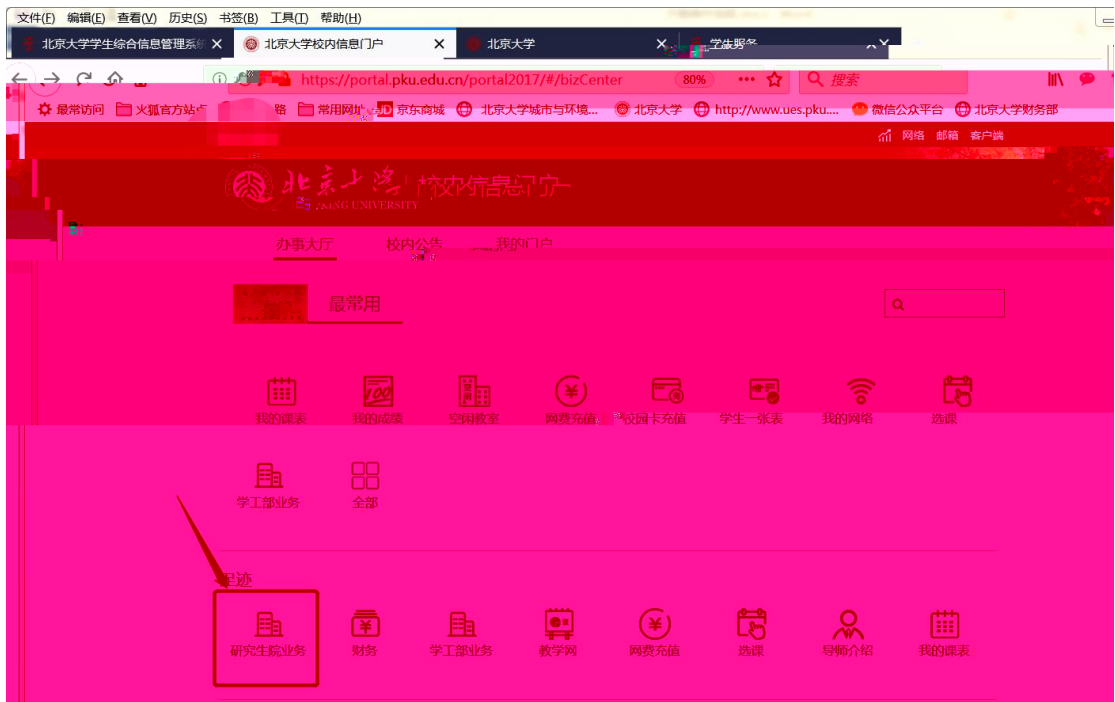 文件(F) 编辑(E) 查看(V) 历史(S) 书签(B) 工具(T) 帮助(H)
北京大学学生综合信息管理系统 北京大学校内信息门户 北京大学 学生服务
https://portal.pku.edu.cn/portal2017/#/bizCenter 80% 搜索
最常访问 火狐官方站点 路 常用网址 JD 京东商城 北京大学城市与环境... 北京大学 http://www.ues.pku.... 微信公众平台 北京大学财务部
网络 邮箱 客户端
北京大学 校内信息门户
UNIVERSITY
办事大厅 校内公告 我的门户
最常用
我的课表 我的成绩 空闲教室 网费充值 校园卡充值 学生一张表 我的网络 选课
学工部业务 全部
足迹
研究生院业务 财务 学工部业务 教学网 网费充值 选课 导师介绍 我的课表